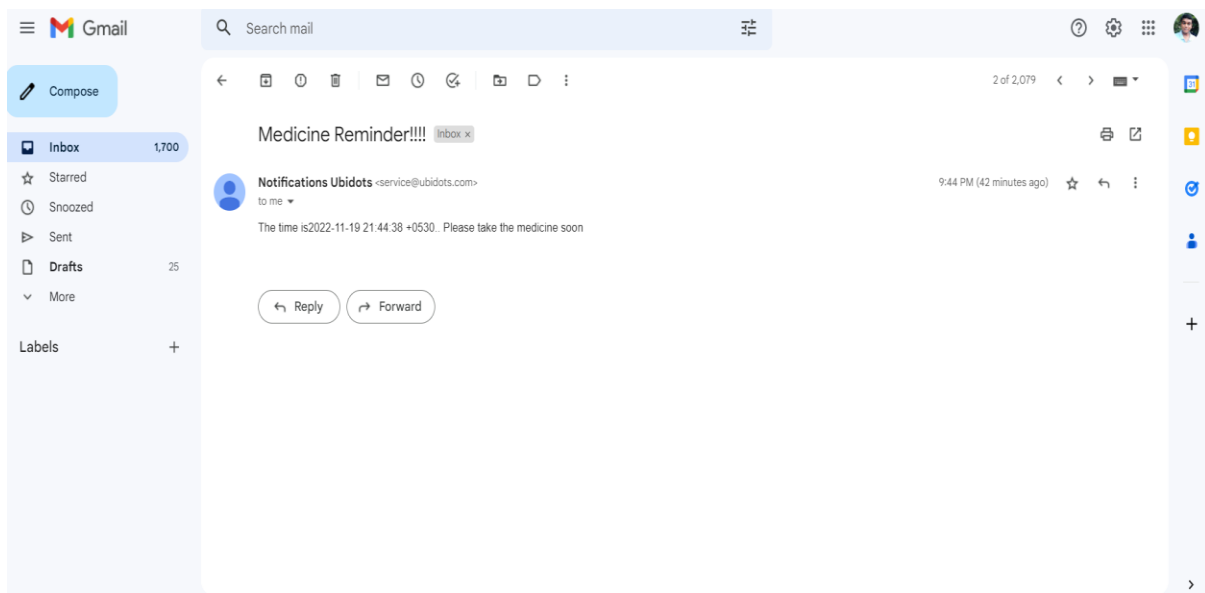 Gmail
Search mail
Compose
2 of 2,079
Medicine Reminder!!!! Inbox ×
Inbox 1,700
Starred
Notifications Ubidots <service@ubidots.com> 9:44 PM (42 minutes ago)
to me
Snoozed
The time is2022-11-19 21:44:38 +0530.. Please take the medicine soon
Sent
Drafts 25
More
Reply Forward
Labels +
31